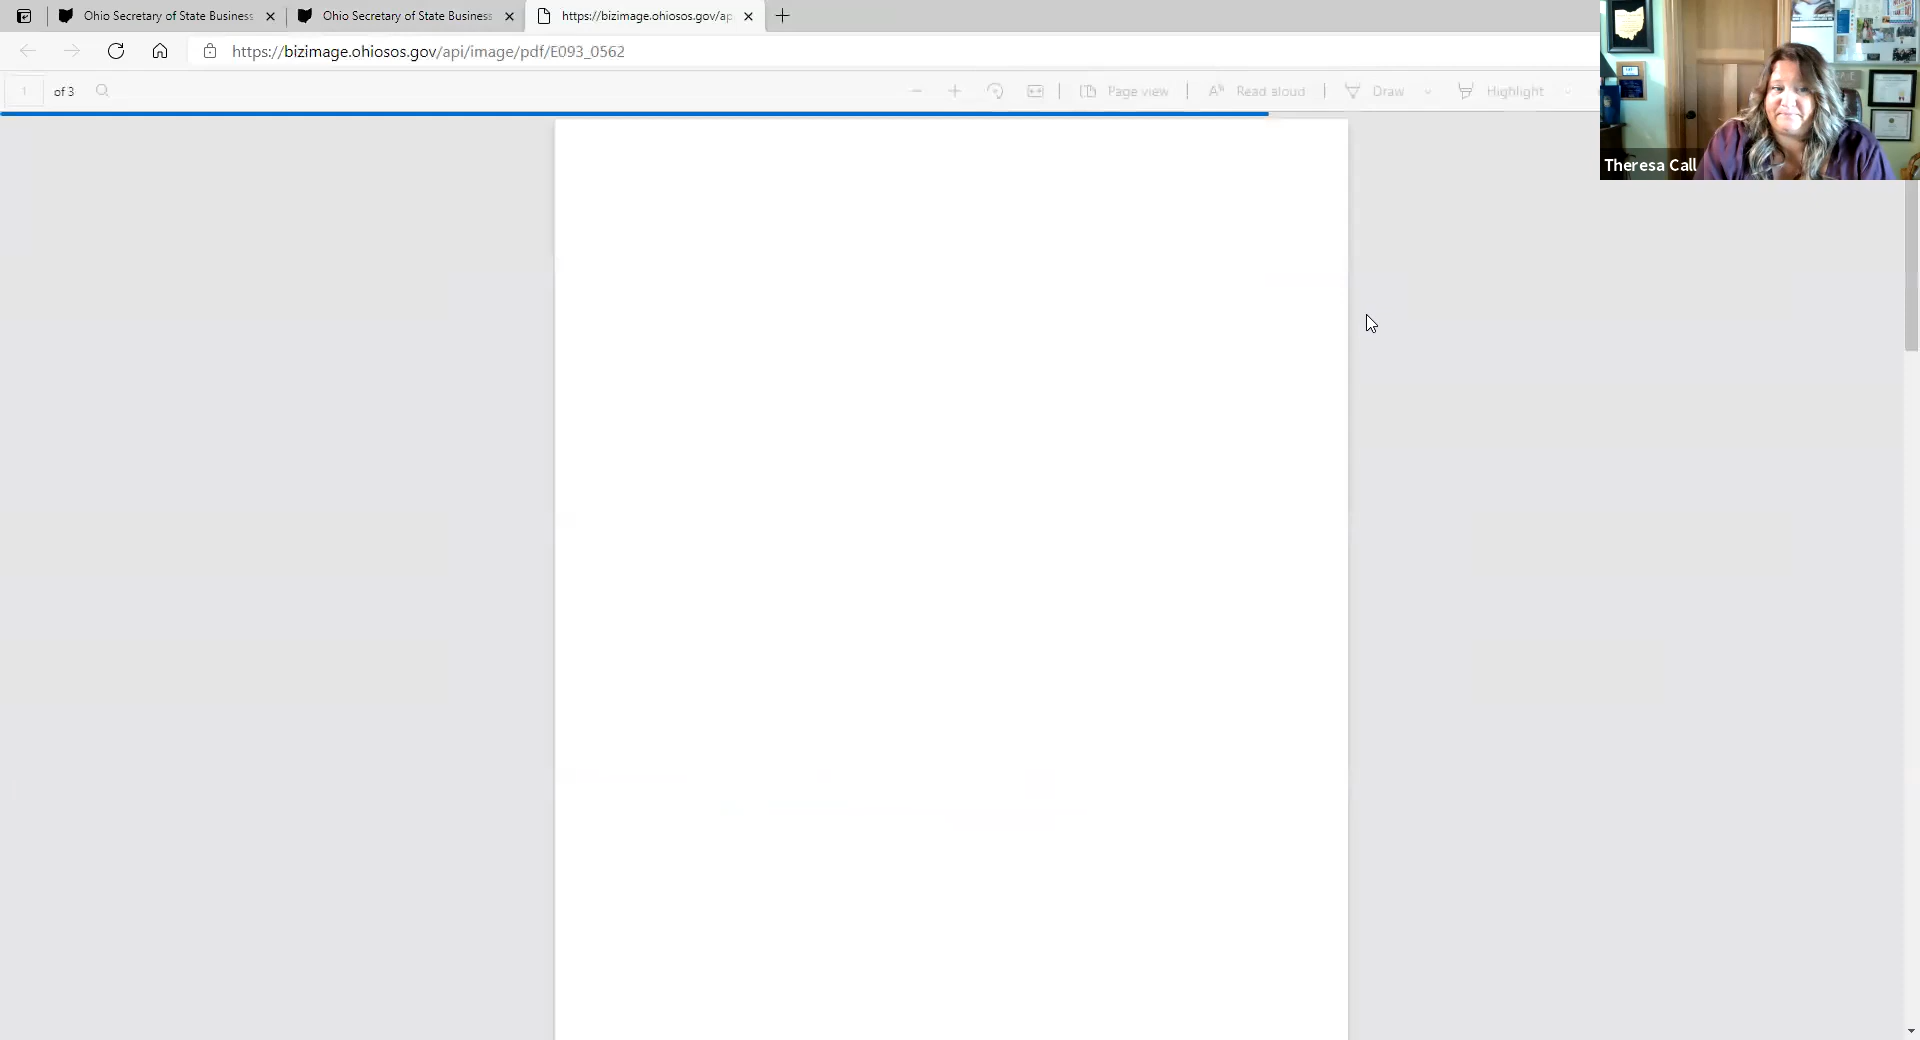 Ohio Secretary of State Business
Ohio Secretary of State Business
https://bizimage.ohiosos.gov/ap
https://bizimage.ohiosos.gov/api/image/pdf/E093_0562
1
of 3
Page view
Read aloud
Draw
Highlight
Theresa Call